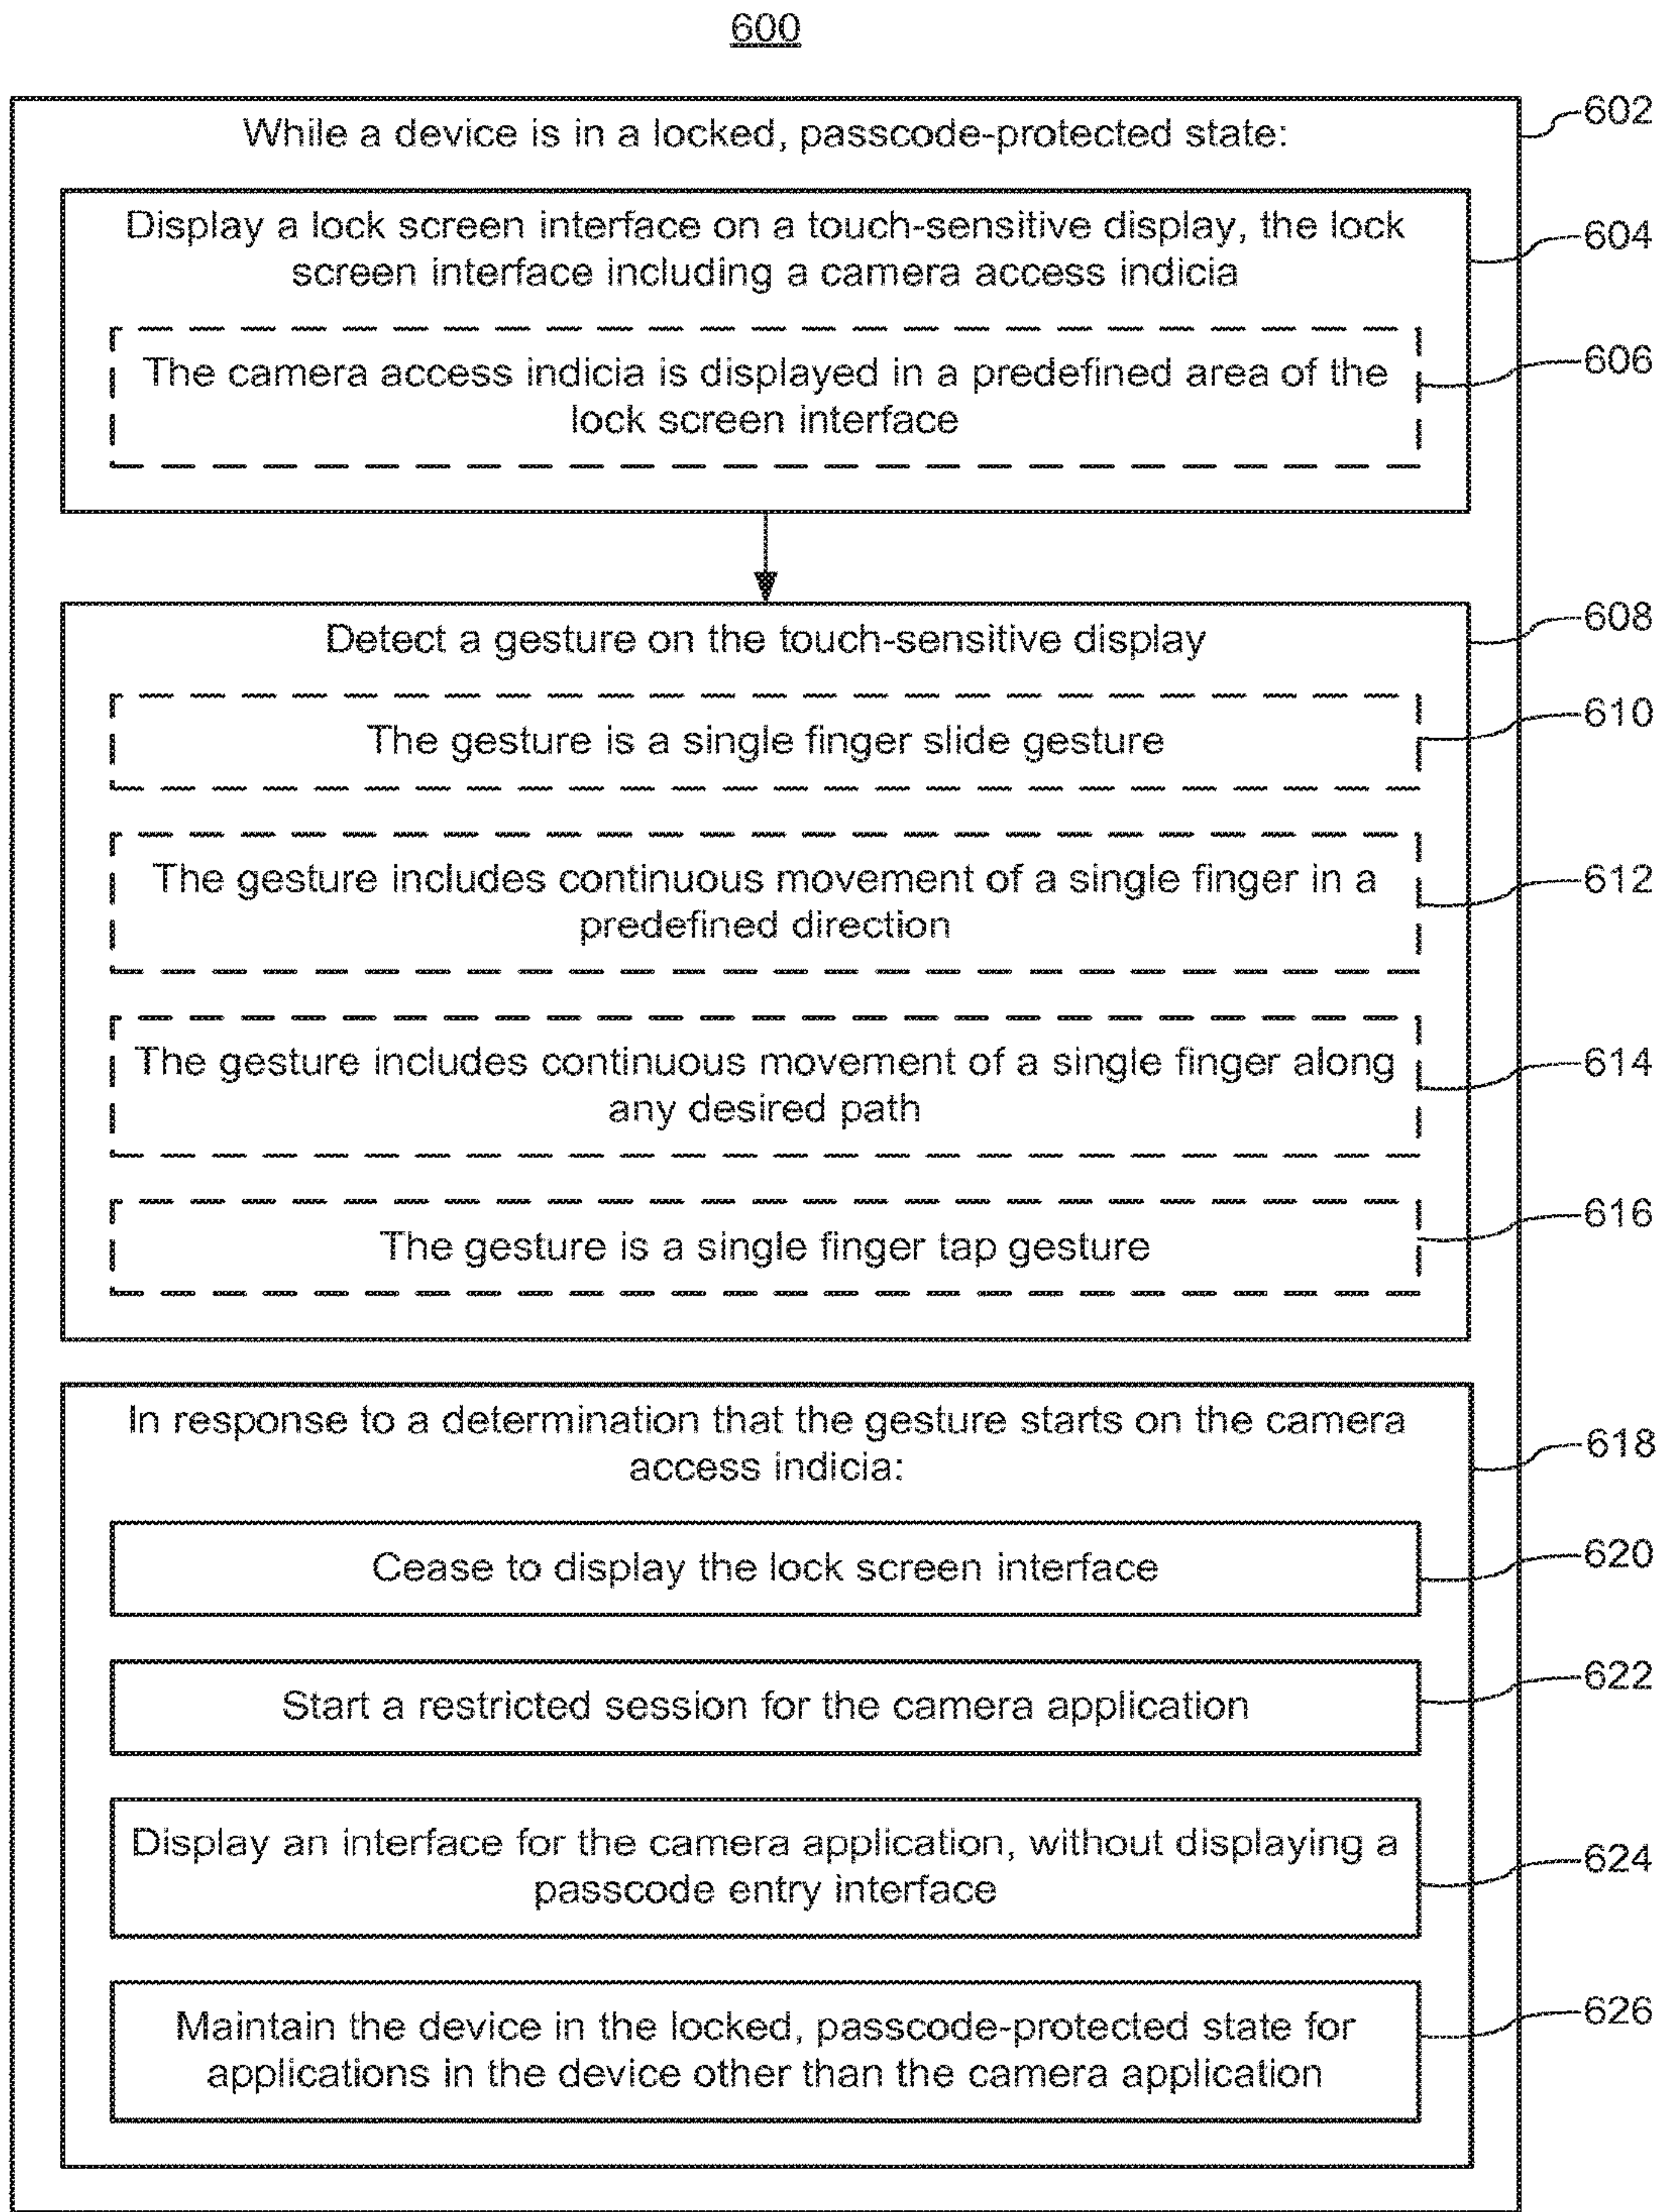 600
602
While a device is in a locked, passcode-protected state:
Display a lock screen interface on a touch-sensitive display, the lock
screen interface including a camera access indicia
604
The camera access indicia is displayed in a predefined area of the
lock screen interface
606
Detect a gesture on the touch-sensitive display
608
The gesture is a single finger slide gesture
610
The gesture includes continuous movement of a single finger in a
predefined direction
612
The gesture includes continuous movement of a single finger along
any desired path
614
The gesture is a single finger tap gesture
616
In response to a determination that the gesture starts on the camera
access indicia:
618
Cease to display the lock screen interface
620
Start a restricted session for the camera application
622
Display an interface for the camera application, without displaying a
passcode entry interface
624
Maintain the device in the locked, passcode-protected state for
applications in the device other than the camera application
626